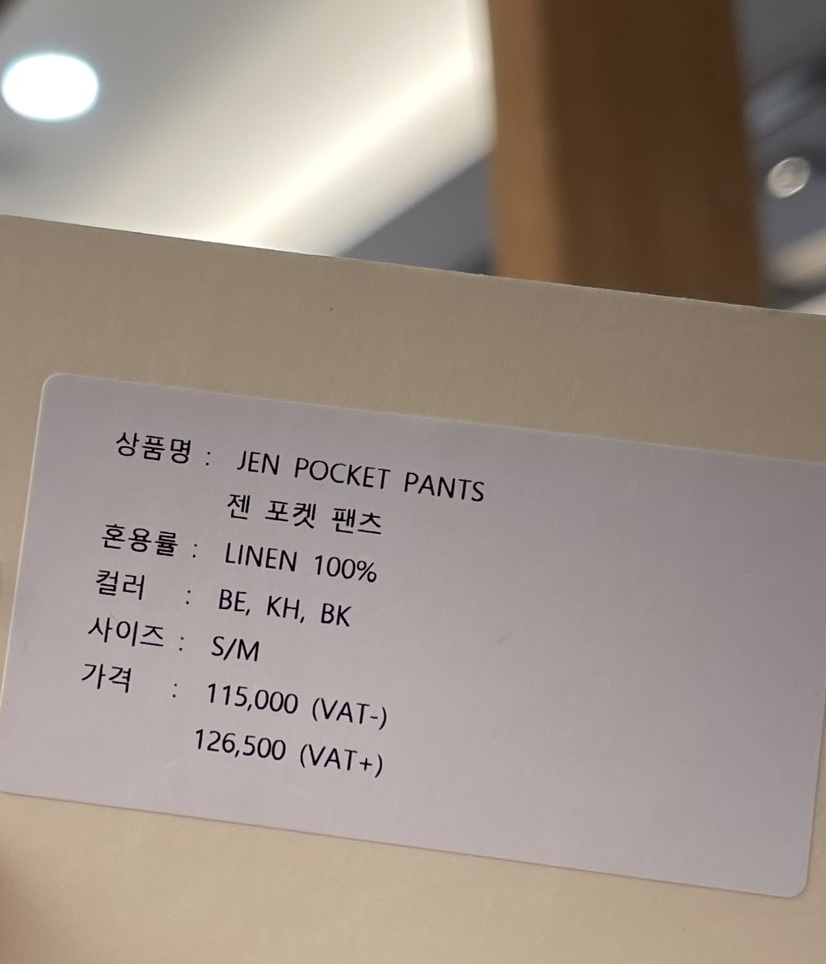 상품명 : JEN POCKET PANTS
젠 포켓 팬츠
혼용률 : LINEN 100%
컬러 : BE, KH, BK
사이즈 : S/M
가격 : 115,000 (VAT-)
126,500 (VAT+)